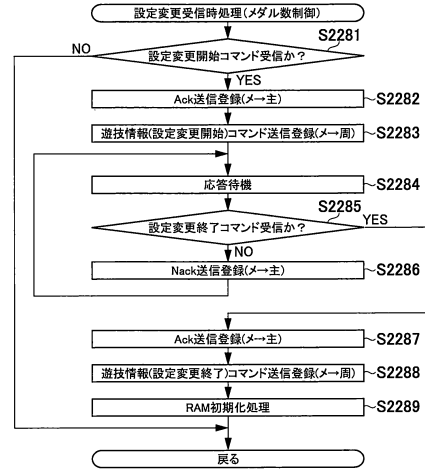 設定変更受信時処理(メダル数制御)
S2281
NO
設定変更開始コマンド受信か?
YES
Ack送信登録(メ→主)
S2282
遊技情報(設定変更開始)コマンド送信登録(メ→周)
S2283
応答待機
S2284
S2285
設定変更終了コマンド受信か?
YES
NO
Nack送信登録(メ→主)
S2286
Ack送信登録(メ→主)
S2287
遊技情報(設定変更終了)コマンド送信登録(メ→周)
S2288
RAM初期化処理
S2289
戻る